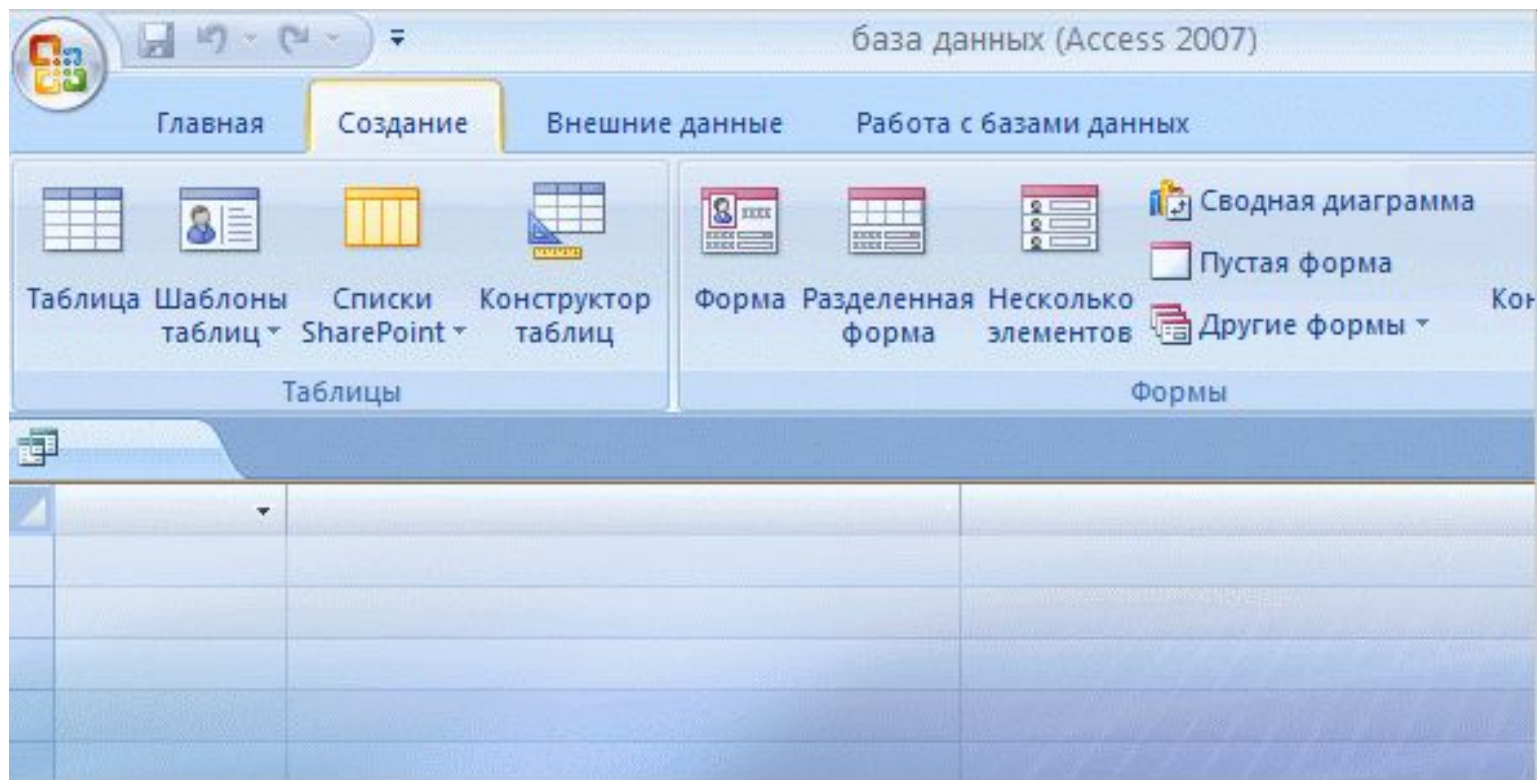 база данных (Access 2007)
Главная Создание Внешние данные Работа с базами данных
Таблица Шаблоны таблиц Списки SharePoint Конструктор таблиц
Форма Разделенная форма Несколько элементов
Сводная диаграмма
Пустая форма
Другие формы
Кон
Таблицы Формы